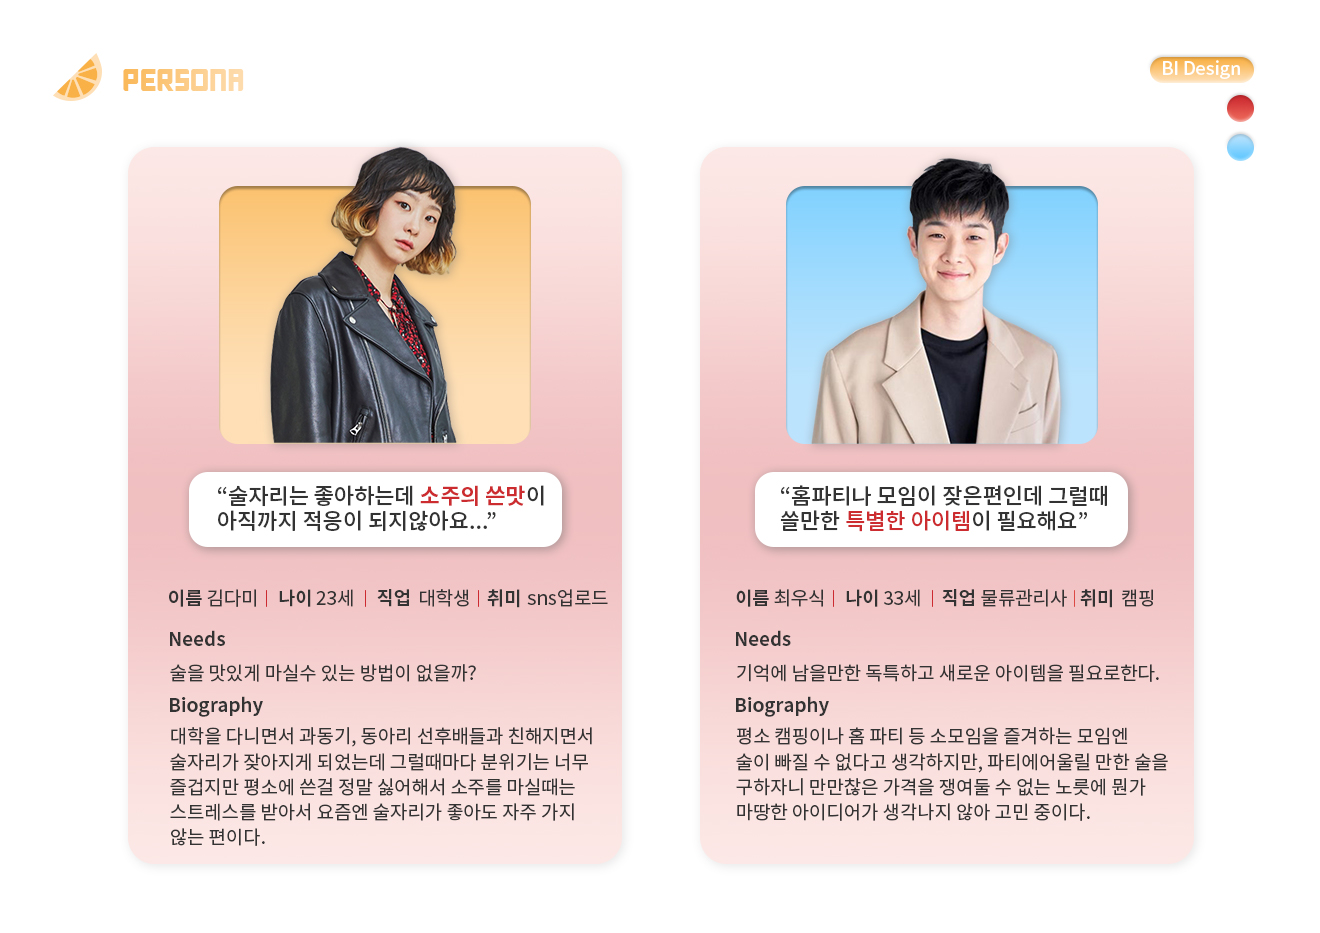 PERSONA
BI Design
“술자리는 좋아하는데 소주의 쓴맛이
아직까지 적응이 되지않아요...”
이름 김다미 | 나이 23세 | 직업 대학생 | 취미 sns업로드
Needs
술을 맛있게 마실수 있는 방법이 없을까?
Biography
대학을 다니면서 과동기, 동아리 선후배들과 친해지면서
술자리가 잦아지게 되었는데 그럴때마다 분위기는 너무
즐겁지만 평소에 쓴걸 정말 싫어해서 소주를 마실때는
스트레스를 받아서 요즘엔 술자리가 좋아도 자주 가지
않는 편이다.
“홈파티나 모임이 잦은편인데 그럴때
쓸만한 특별한 아이템이 필요해요”
이름 최우식 | 나이 33세 | 직업 물류관리사 | 취미 캠핑
Needs
기억에 남을만한 독특하고 새로운 아이템을 필요로한다.
Biography
평소 캠핑이나 홈 파티 등 소모임을 즐겨하는 모임엔
술이 빠질 수 없다고 생각하지만, 파티에어울릴 만한 술을
구하자니 만만찮은 가격을 쟁여둘 수 없는 노릇에 뭔가
마땅한 아이디어가 생각나지 않아 고민 중이다.